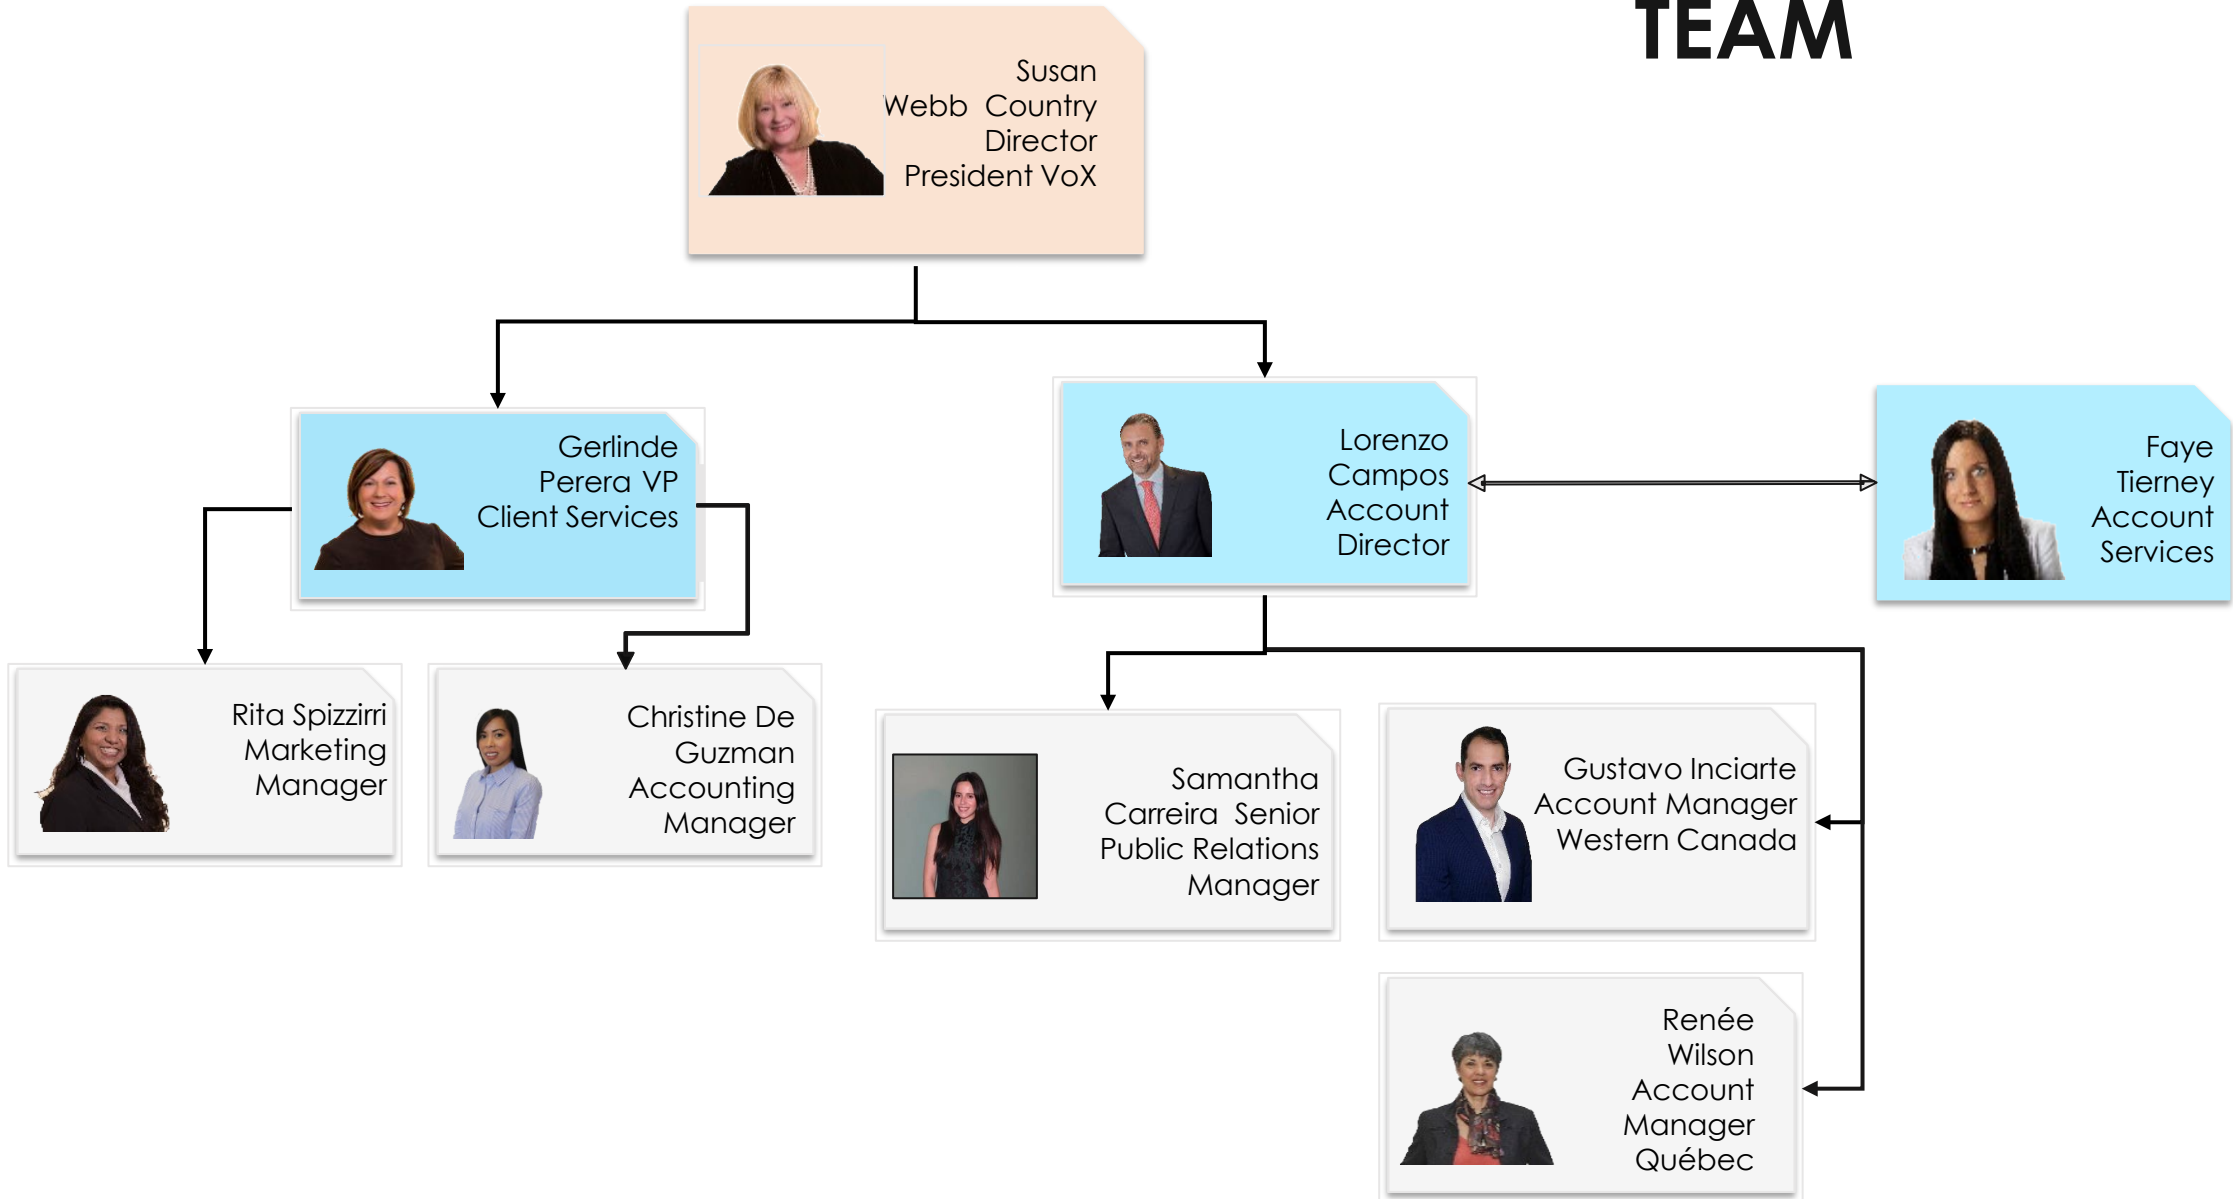 TEAM
Susan
Webb Country
Director
President VoX
Gerlinde
Perera VP
Client Services
Lorenzo
Campos
Account
Director
Faye
Tierney
Account
Services
Rita Spizzirri
Marketing
Manager
Christine De
Guzman
Accounting
Manager
Samantha
Carreira Senior
Public Relations
Manager
Gustavo Inciarte
Account Manager
Western Canada
Renée
Wilson
Account
Manager
Québec